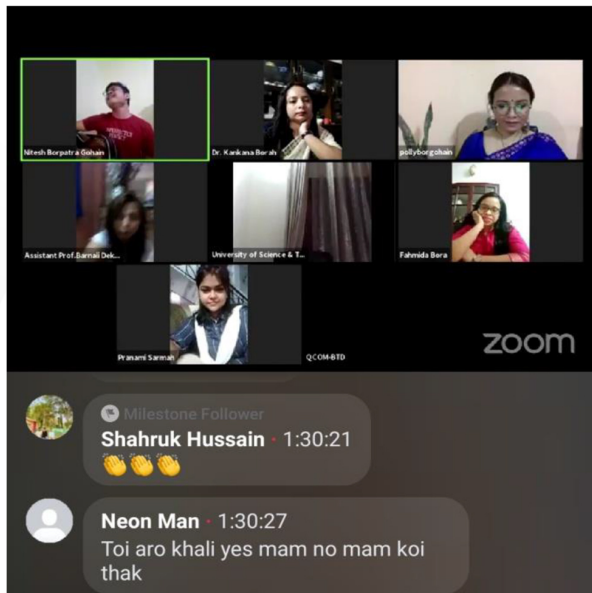 Nitesh Borpatra Gohain
Dr. Kankana Borah
pollyborgohain
Assistant Prof.Barnali Dek...
University of Science & T...
Fahmida Bora
Pranami Sarmah
QCOM-BTD
zoom
Milestone Follower
Shahruk Hussain · 1:30:21
👏👏👏
Neon Man · 1:30:27
Toi aro khali yes mam no mam koi
thak